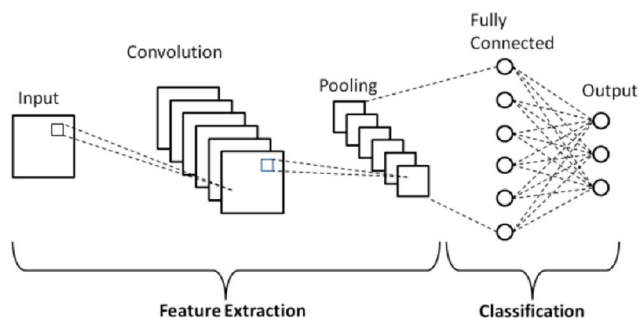 Fully
Connected
Convolution
Pooling
Output
Input
Feature Extraction
Classification